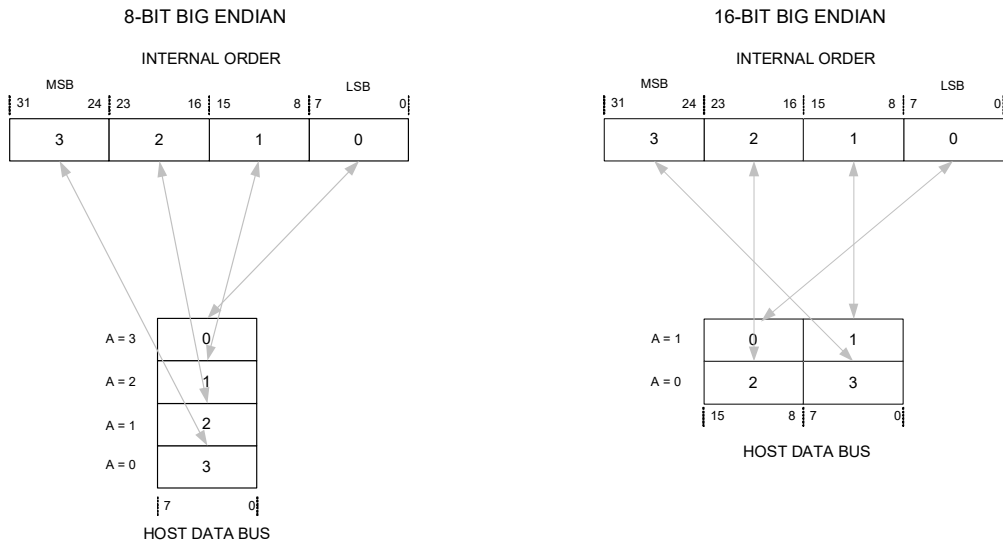 8-BIT BIG ENDIAN
INTERNAL ORDER
MSB LSB
31 24 23 16 15 8 7 0
3 2 1 0
A = 3 0
A = 2 1
A = 1 2
A = 0 3
7 0
HOST DATA BUS
16-BIT BIG ENDIAN
INTERNAL ORDER
MSB LSB
31 24 23 16 15 8 7 0
3 2 1 0
A = 1 0 1
A = 0 2 3
15 8 7 0
HOST DATA BUS